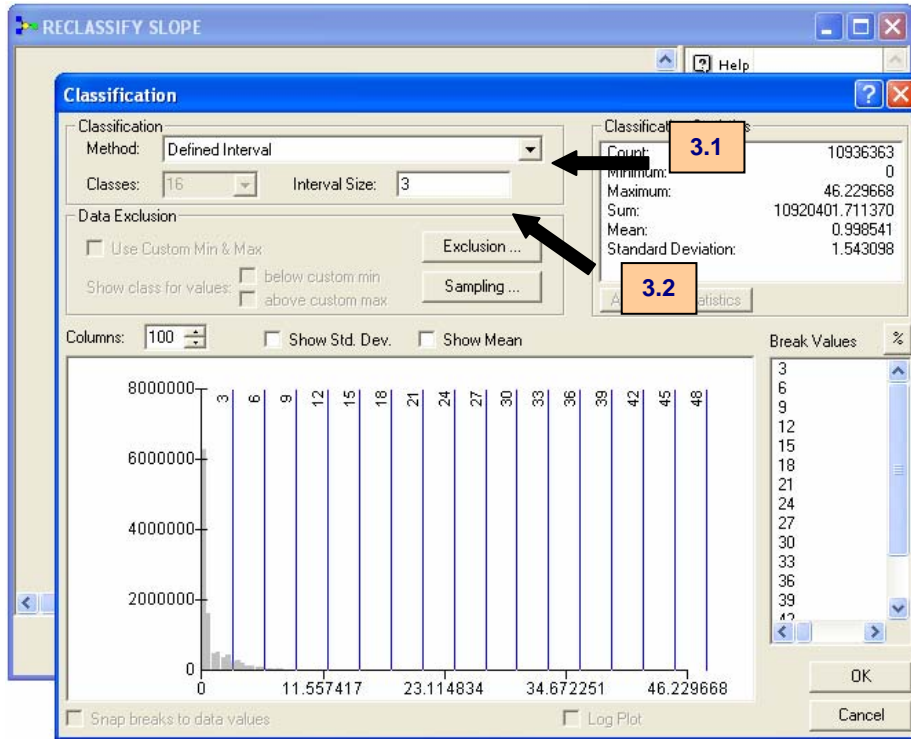 RECLASSIFY SLOPE
Help
Classification
Classification
Method: Defined Interval
Classes: 16 Interval Size: 3
Data Exclusion
Use Custom Min & Max
Exclusion ...
Show class for values: below custom min
above custom max
Sampling ...
3.1
Count: 10936363
Minimum: 0
Maximum: 46.229668
Sum: 10920401.711370
Mean: 0.998541
Standard Deviation: 1.543098
3.2
Columns: 100 Show Std. Dev. Show Mean
Break Values %
8000000
6000000
4000000
2000000
0
3 6 9 12 15 18 21 24 27 30 33 36 39 42 45 48
0 11.557417 23.114834 34.672251 46.229668
3
6
9
12
15
18
21
24
27
30
33
36
39
42
Snap breaks to data values Log Plot
OK
Cancel